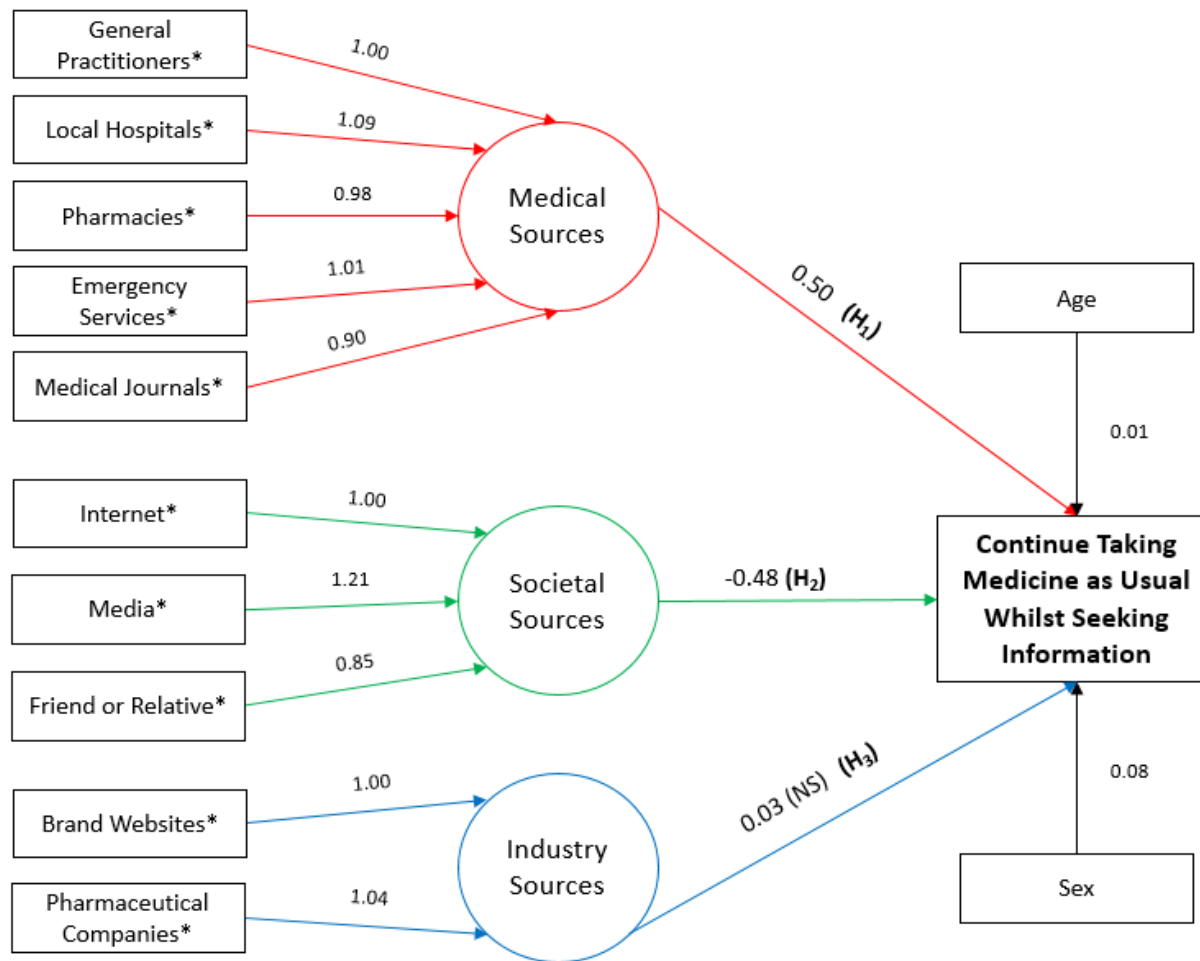 General
Practitioners*
1.00
Local Hospitals*
1.09
Pharmacies*
0.98
Emergency
Services*
1.01
Medical Journals*
0.90
Medical
Sources
0.50 (H₁)
Age
0.01
Internet*
1.00
Media*
1.21
Friend or Relative*
0.85
Societal
Sources
-0.48 (H₂)
Continue Taking
Medicine as Usual
Whilst Seeking
Information
Brand Websites*
1.00
Pharmaceutical
Companies*
1.04
Industry
Sources
0.03 (NS) (H₃)
0.08
Sex